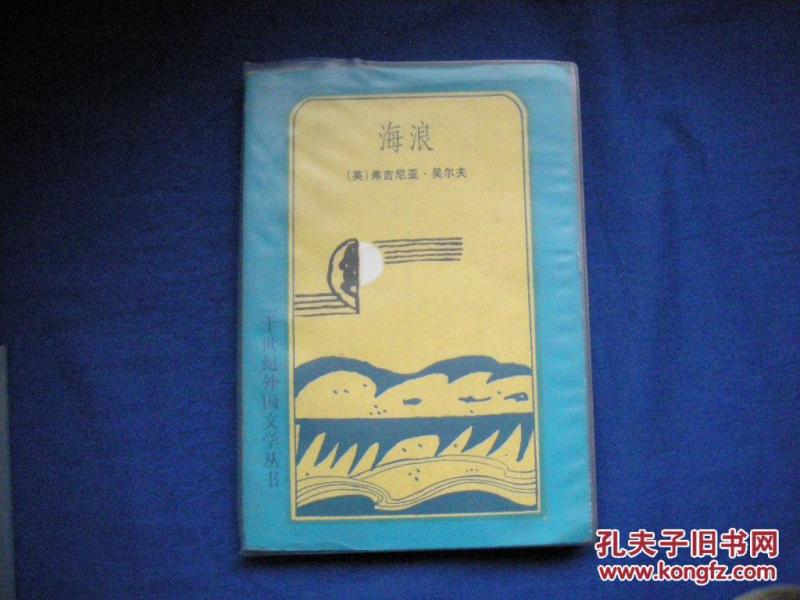 海浪
(英)弗吉尼亚·吴尔夫
二十世纪外国文学丛书
孔夫子旧书网
www.kongfz.com